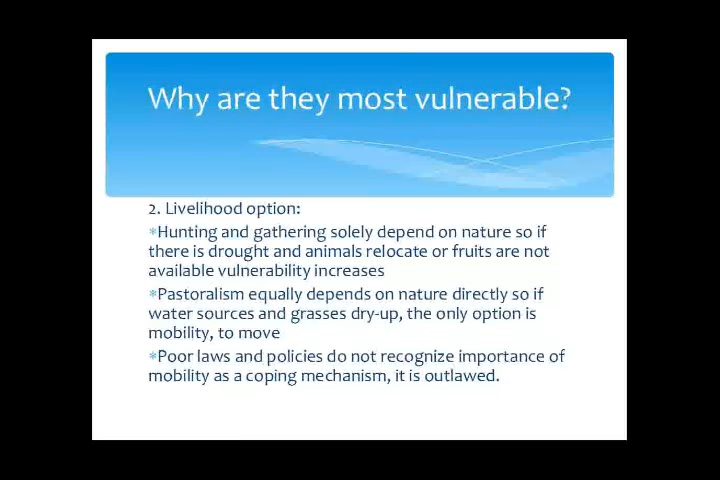 Why are they most vulnerable?
2. Livelihood option:
*Hunting and gathering solely depend on nature so if
there is drought and animals relocate or fruits are not
available vulnerability increases
*Pastoralism equally depends on nature directly so if
water sources and grasses dry-up, the only option is
mobility, to move
*Poor laws and policies do not recognize importance of
mobility as a coping mechanism, it is outlawed.